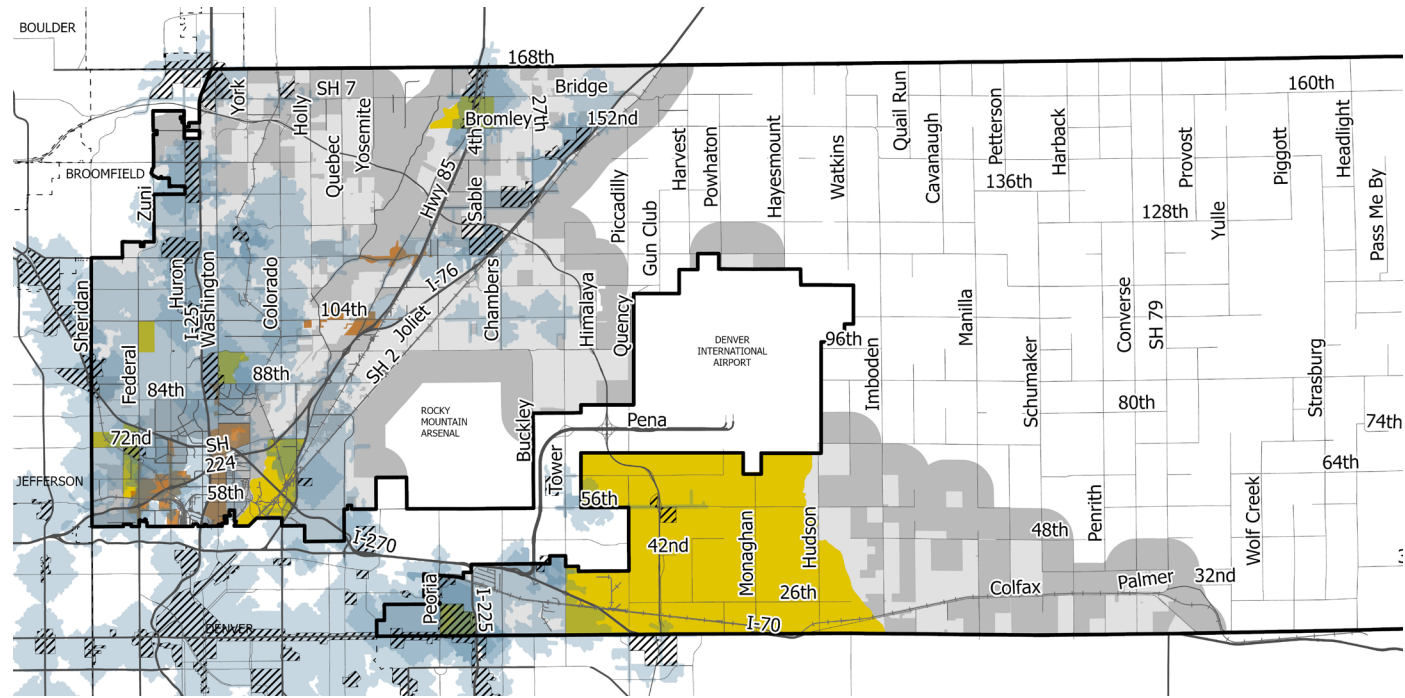 BOULDER
168th
York
SH 7
Holly
Quebec
Yosemite
Bromley
4th
27th
Bridge
152nd
160th
BROOMFIELD
Zuni
Hwy 85
Sable
Piccadilly
Gun Club
Harvest
Powhaton
Hayesmount
Watkins
Quail Run
Cavanaugh
Petterson
136th
Harback
128th
Provost
Yulle
Piggott
Headlight
Pass Me By
Sheridan
Federal
Huron
I-25
Washington
Colorado
104th
I-76
SH 2
Joliet
Chambers
Himalaya
Quency
DENVER
INTERNATIONAL
AIRPORT
96th
Imboden
Manilla
Schumaker
Converse
SH 79
Strasburg
84th
88th
80th
74th
72nd
SH
224
58th
ROCKY
MOUNTAIN
ARSENAL
Buckley
Tower
Pena
64th
JEFFERSON
56th
42nd
Monaghan
Hudson
48th
Penrith
Wolf Creek
I-270
Peoria
I-225
26th
I-70
Colfax
Palmer
32nd
3
DENVER